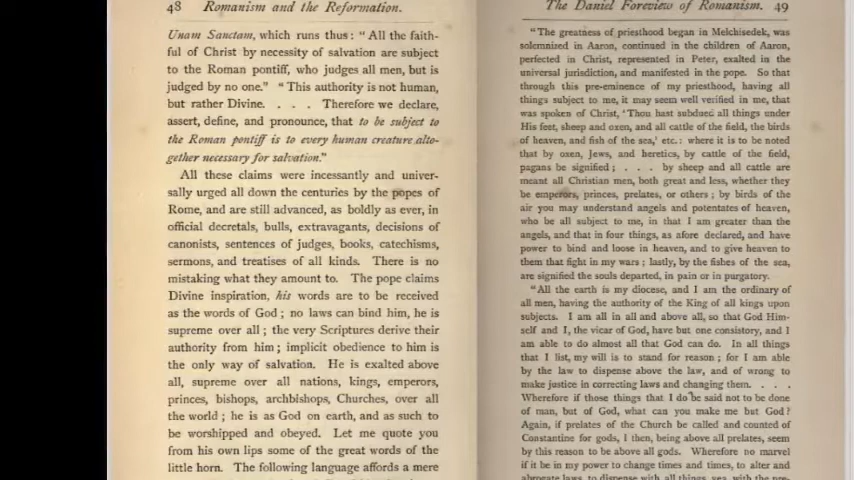 48 Romanism and the Reformation.
Unam Sanctam, which runs thus: "All the faith-
ful of Christ by necessity of salvation are subject
to the Roman pontiff, who judges all men, but is
judged by no one." "This authority is not human,
but rather Divine. . . . Therefore we declare,
assert, define, and pronounce, that to be subject to
the Roman pontiff is to every human creature alto-
gether necessary for salvation."
All these claims were incessantly and univer-
sally urged all down the centuries by the popes of
Rome, and are still advanced, as boldly as ever, in
official decretals, bulls, extravagants, decisions of
canonists, sentences of judges, books, catechisms,
sermons, and treatises of all kinds. There is no
mistaking what they amount to. The pope claims
Divine inspiration, his words are to be received
as the words of God; no laws can bind him, he is
supreme over all; the very Scriptures derive their
authority from him; implicit obedience to him is
the only way of salvation. He is exalted above
all, supreme over all nations, kings, emperors,
princes, bishops, archbishops, Churches, over all
the world; he is as God on earth, and as such to
be worshipped and obeyed. Let me quote you
from his own lips some of the great words of the
little horn. The following language affords a mere
The Daniel Foreview of Romanism. 49
"The greatness of priesthood began in Melchisedek, was
solemnized in Aaron, continued in the children of Aaron,
perfected in Christ, represented in Peter, exalted in the
universal jurisdiction, and manifested in the pope. So that
through this pre-eminence of my priesthood, having all
things subject to me, it may seem well verified in me, that
was spoken of Christ, 'Thou hast subdued all things under
His feet, sheep and oxen, and all cattle of the field, the birds
of heaven, and fish of the sea,' etc.: where it is to be noted
that by oxen, Jews, and heretics, by cattle of the field,
pagans be signified; . . . by sheep and all cattle are
meant all Christian men, both great and less, whether they
be emperors, princes, prelates, or others; by birds of the
air you may understand angels and potentates of heaven,
who be all subject to me, in that I am greater than the
angels, and that in four things, as afore declared, and have
power to bind and loose in heaven, and to give heaven to
them that fight in my wars; lastly, by the fishes of the sea,
are signified the souls departed, in pain or in purgatory.
"All the earth is my diocese, and I am the ordinary of
all men, having the authority of the King of all kings upon
subjects. I am all in all and above all, so that God Him-
self and I, the vicar of God, have but one consistory, and I
am able to do almost all that God can do. In all things
that I list, my will is to stand for reason; for I am able
by the law to dispense above the law, and of wrong to
make justice in correcting laws and changing them. . . .
Wherefore if those things that I do be said not to be done
of man, but of God, what can you make me but God?
Again, if prelates of the Church be called and counted of
Constantine for gods, I then, being above all prelates, seem
by this reason to be above all gods. Wherefore no marvel
if it be in my power to change times and times, to alter and
abrogate laws, to dispense with all things, yea, with the pre-